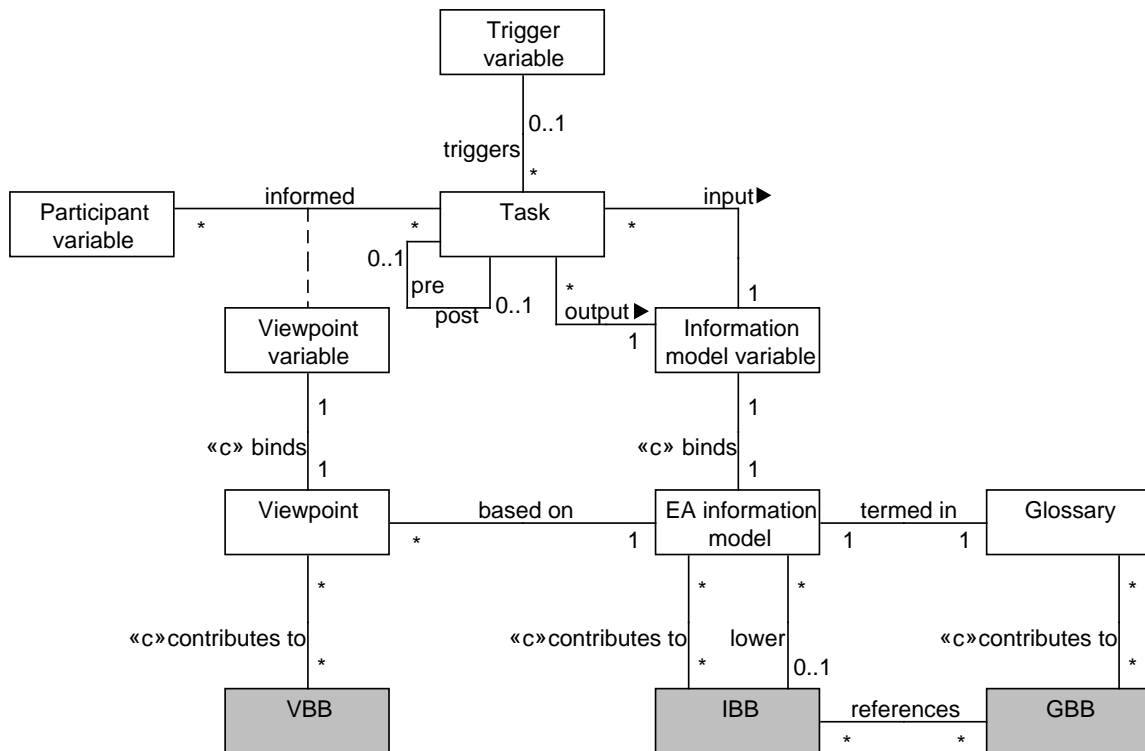 Trigger
variable
0..1
triggers
*
informed
input▶
Participant
variable
*
*
Task
*
0..1
pre
post
0..1
*
output▶
1
1
Viewpoint
variable
Information
model variable
1
1
«c» binds
«c» binds
1
1
Viewpoint
based on
EA information
model
termed in
Glossary
*
1
1
1
*
*
*
*
«c»contributes to
«c»contributes to
lower
«c»contributes to
*
*
0..1
*
VBB
IBB
references
GBB
*
*